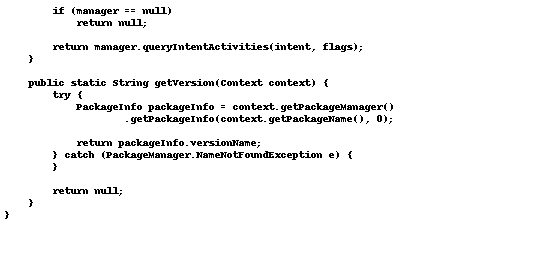 if (manager == null)
            return null;

        return manager.queryIntentActivities(intent, flags);
    }

    public static String getVersion(Context context) {
        try {
            PackageInfo packageInfo = context.getPackageManager()
                    .getPackageInfo(context.getPackageName(), 0);

            return packageInfo.versionName;
        } catch (PackageManager.NameNotFoundException e) {
        }

        return null;
    }
}